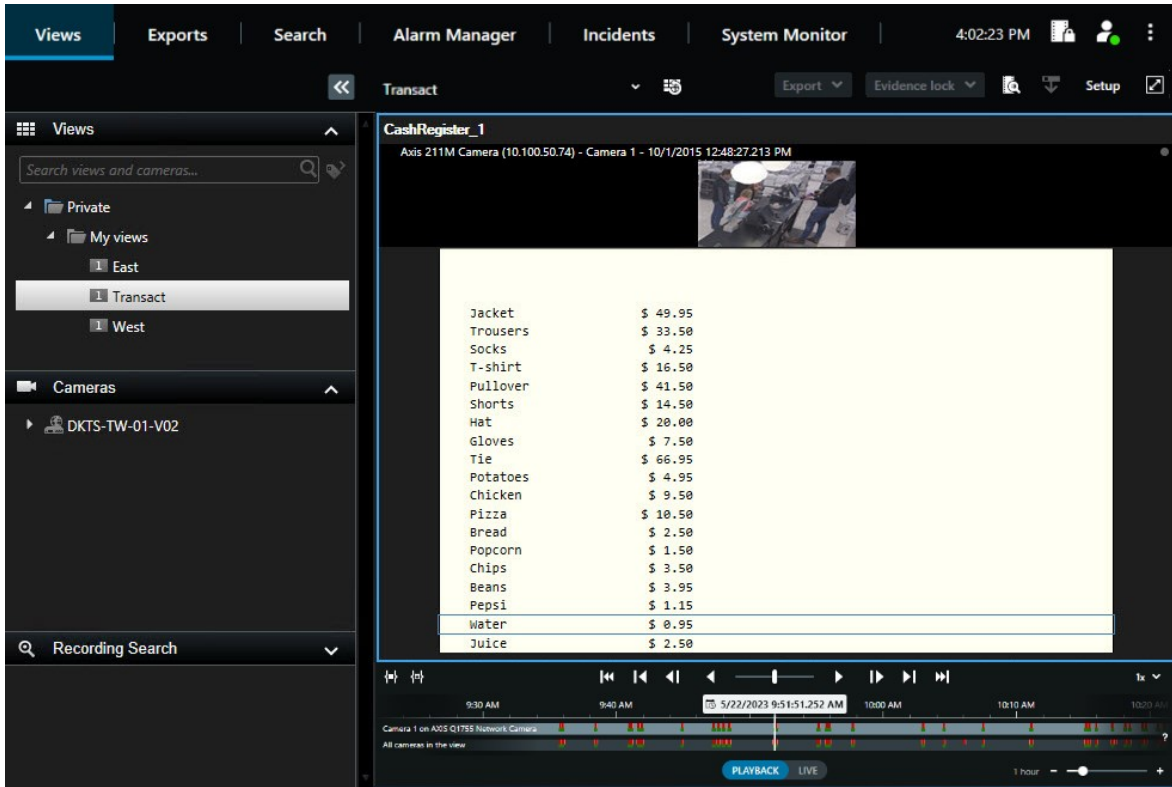 Views Exports Search Alarm Manager Incidents System Monitor 4:02:23 PM
Transact Export Evidence lock Setup
Views
Search views and cameras...
Private
My views
1 East
1 Transact
1 West
Cameras
DKTS-TW-01-V02
Recording Search
CashRegister_1
Axis 211M Camera (10.100.50.74) - Camera 1 - 10/1/2015 12:48:27.213 PM
Jacket $ 49.95
Trousers $ 33.50
Socks $ 4.25
T-shirt $ 16.50
Pullover $ 41.50
Shorts $ 14.50
Hat $ 20.00
Gloves $ 7.50
Tie $ 66.95
Potatoes $ 4.95
Chicken $ 9.50
Pizza $ 10.50
Bread $ 2.50
Popcorn $ 1.50
Chips $ 3.50
Beans $ 3.95
Pepsi $ 1.15
Water $ 0.95
Juice $ 2.50
1x
9:30 AM 9:40 AM 5/22/2023 9:51:51.252 AM 10:00 AM 10:10 AM 10:20 AM
Camera 1 on AXIS Q1755 Network Camera
All cameras in the view
?
PLAYBACK LIVE 1 hour - +